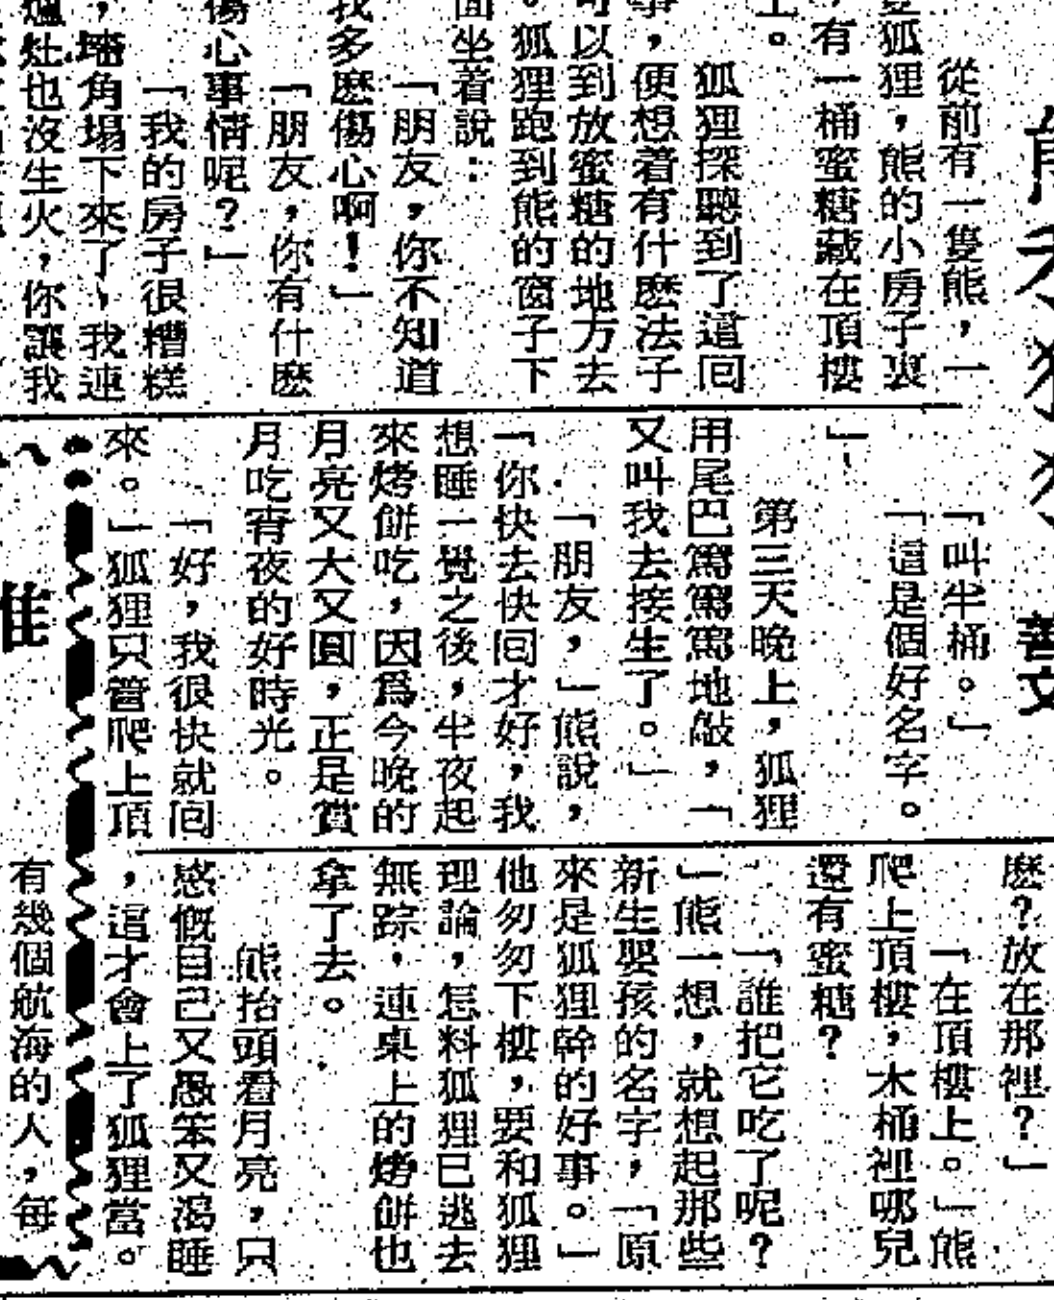 善文
從前有一隻熊，一
狐狸，熊的小房子裏
，有一桶蜜糖藏在頂樓
上。
狐狸探聽到了這回
事，便想着有什麽法子
可以到放蜜糖的地方去
。狐狸跑到熊的窗子下
面坐着說：
「朋友，你不知道
我多麽傷心啊！」
「朋友，你有什麽
傷心事情呢？」
「我的房子很糟糕
，墻角塌下來了，我連
爐灶也沒生火，你讓我
「叫半桶。」
「這是個好名字。
」
第三天晚上，狐狸
用尾巴篤篤篤地敲，「
又叫我去接生了。」
「朋友，」熊說，
「你快去快回才好，我
想睡一覺之後，半夜起
來烤餅吃，因爲今晚的
月亮又大又圓，正是賞
月吃宵夜的好時光。
「好，我很快就回
來。」狐狸只管爬上頂
麽？放在那裡？」
「在頂樓上。」熊
爬上頂樓，木桶裡哪兒
還有蜜糖？
「誰把它吃了呢？
」熊一想，就想起那些
新生嬰孩的名字，「原
來是狐狸幹的好事。」
他匆匆下樓，要和狐狸
理論，怎料狐狸已逃去
無踪，連桌上的烤餅也
拿了去。
熊抬頭看月亮，只
感慨自己又愚笨又渴睡
，這才會上了狐狸當。
有幾個航海的人，每